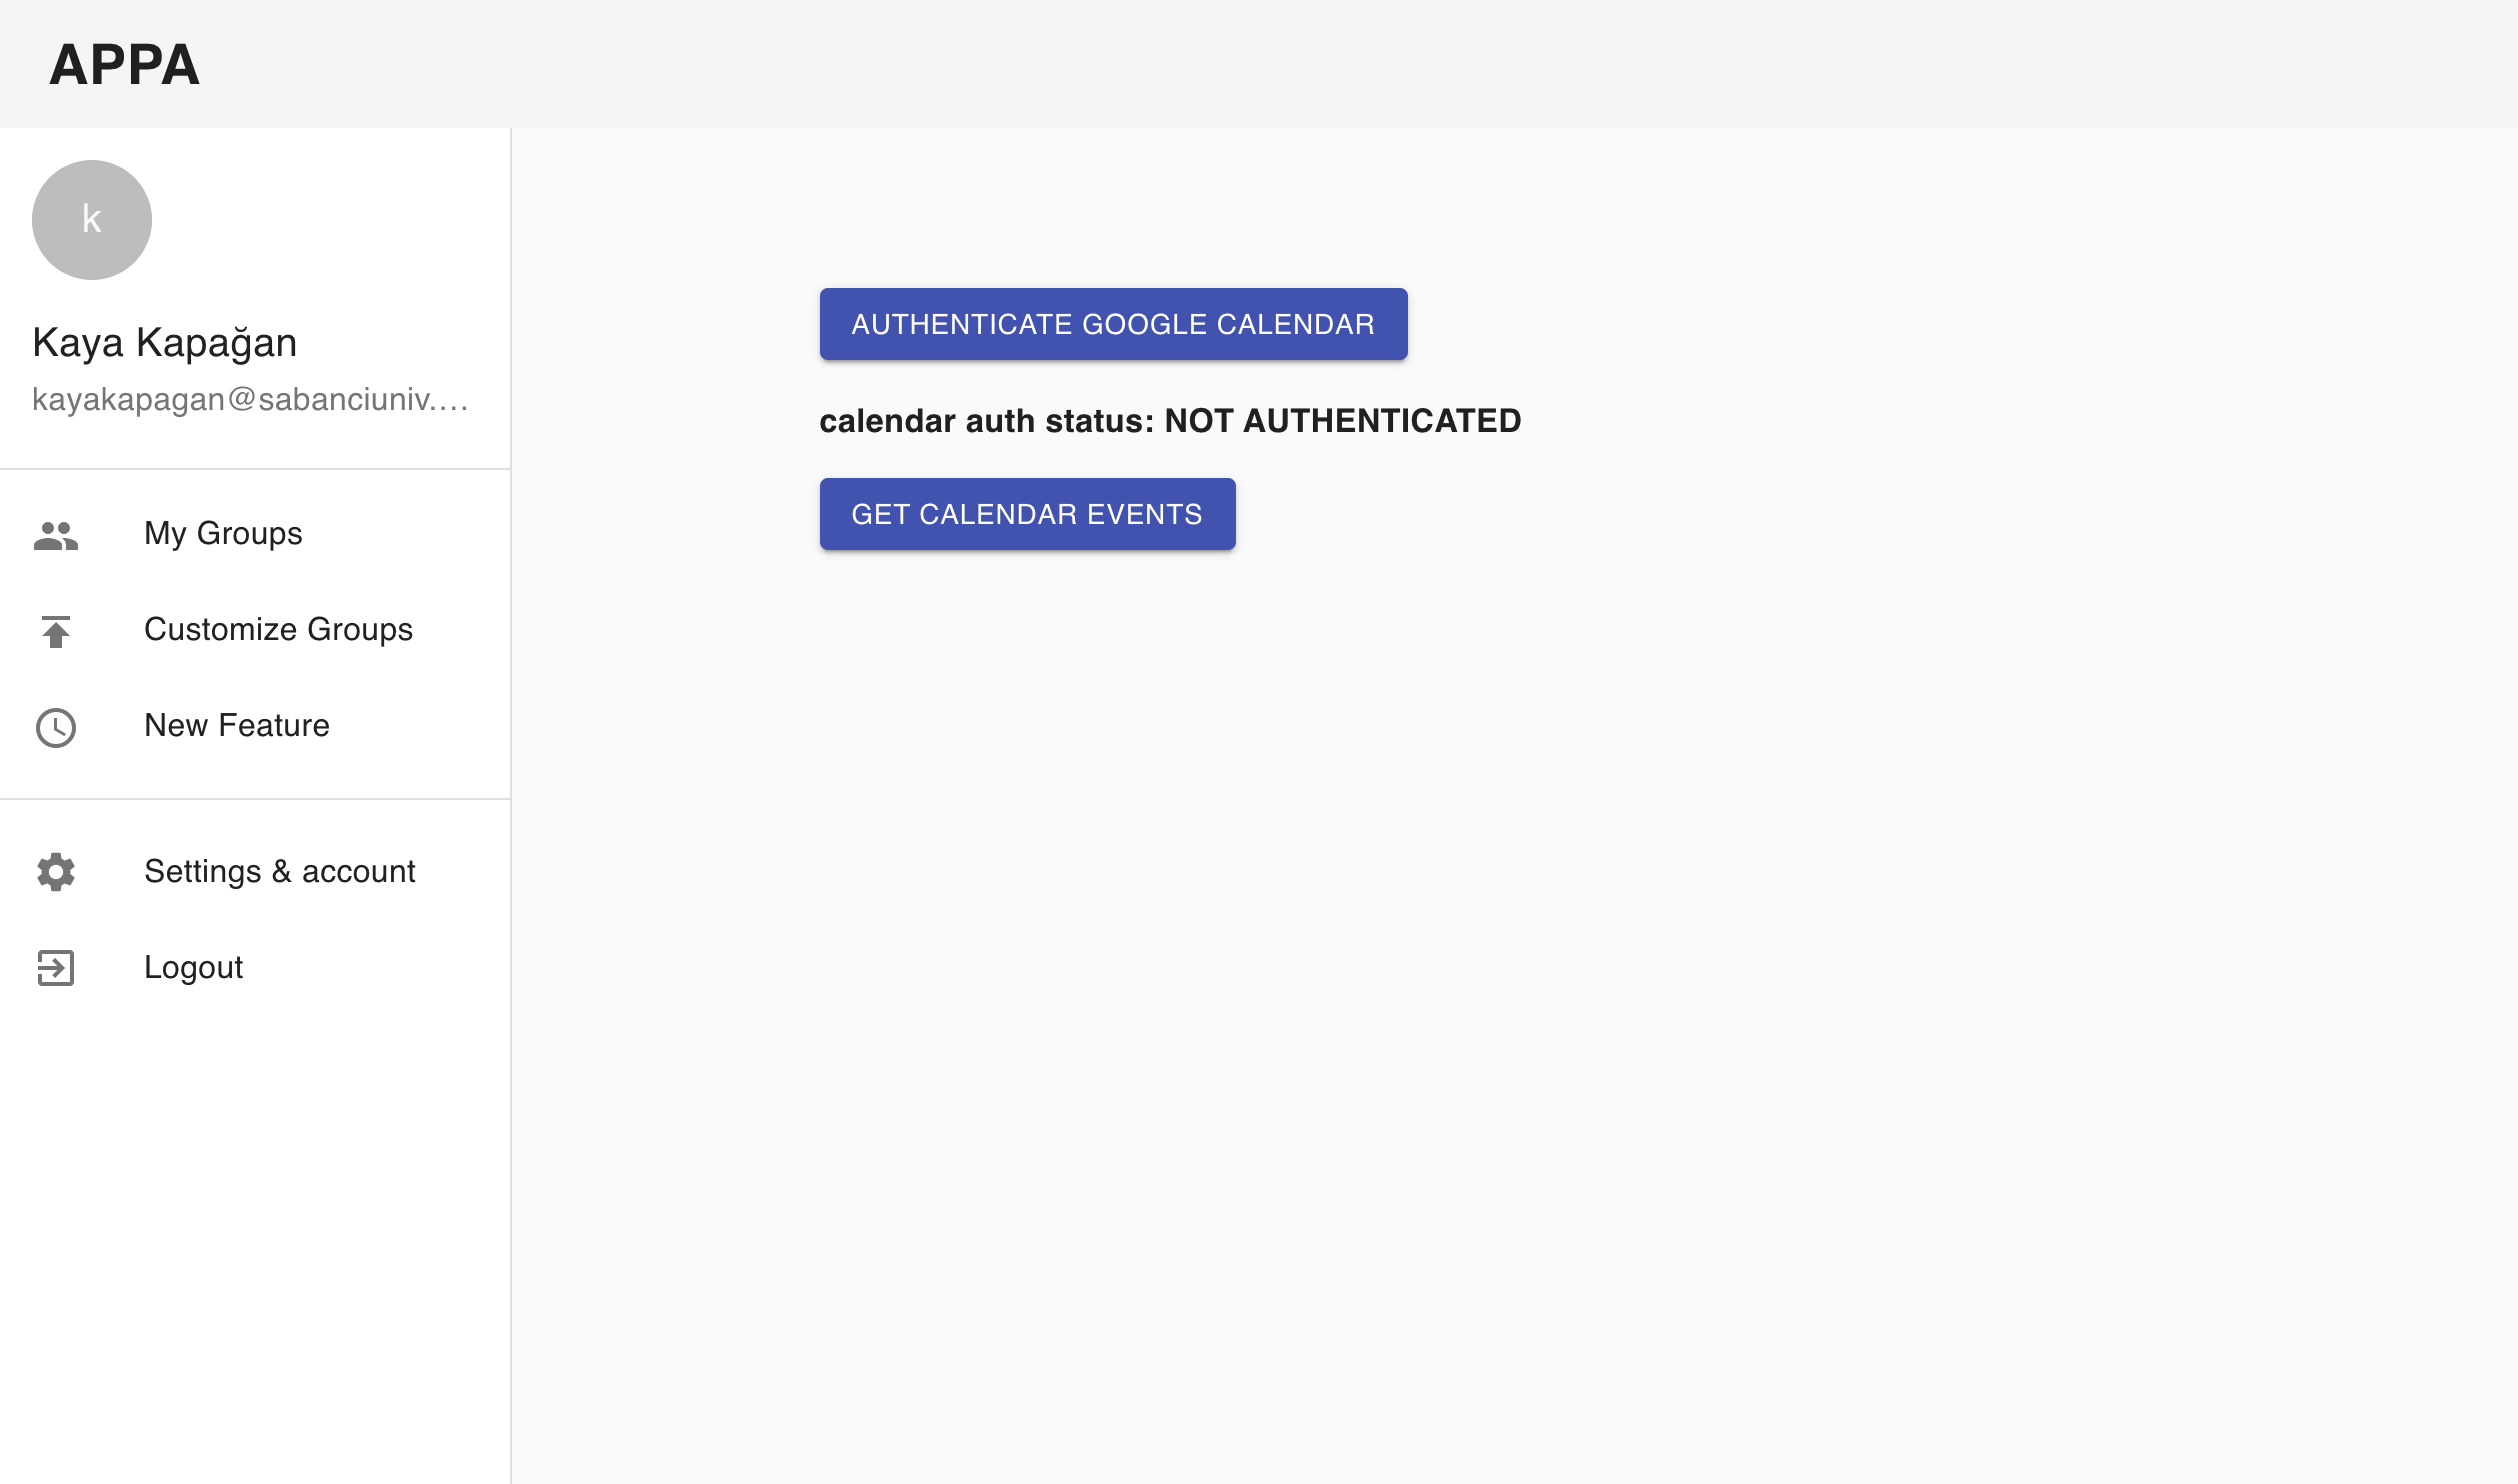 APPA
k
Kaya Kapağan
kayakapagan@sabanciuniv....
My Groups
Customize Groups
New Feature
Settings & account
Logout
AUTHENTICATE GOOGLE CALENDAR
calendar auth status: NOT AUTHENTICATED
GET CALENDAR EVENTS